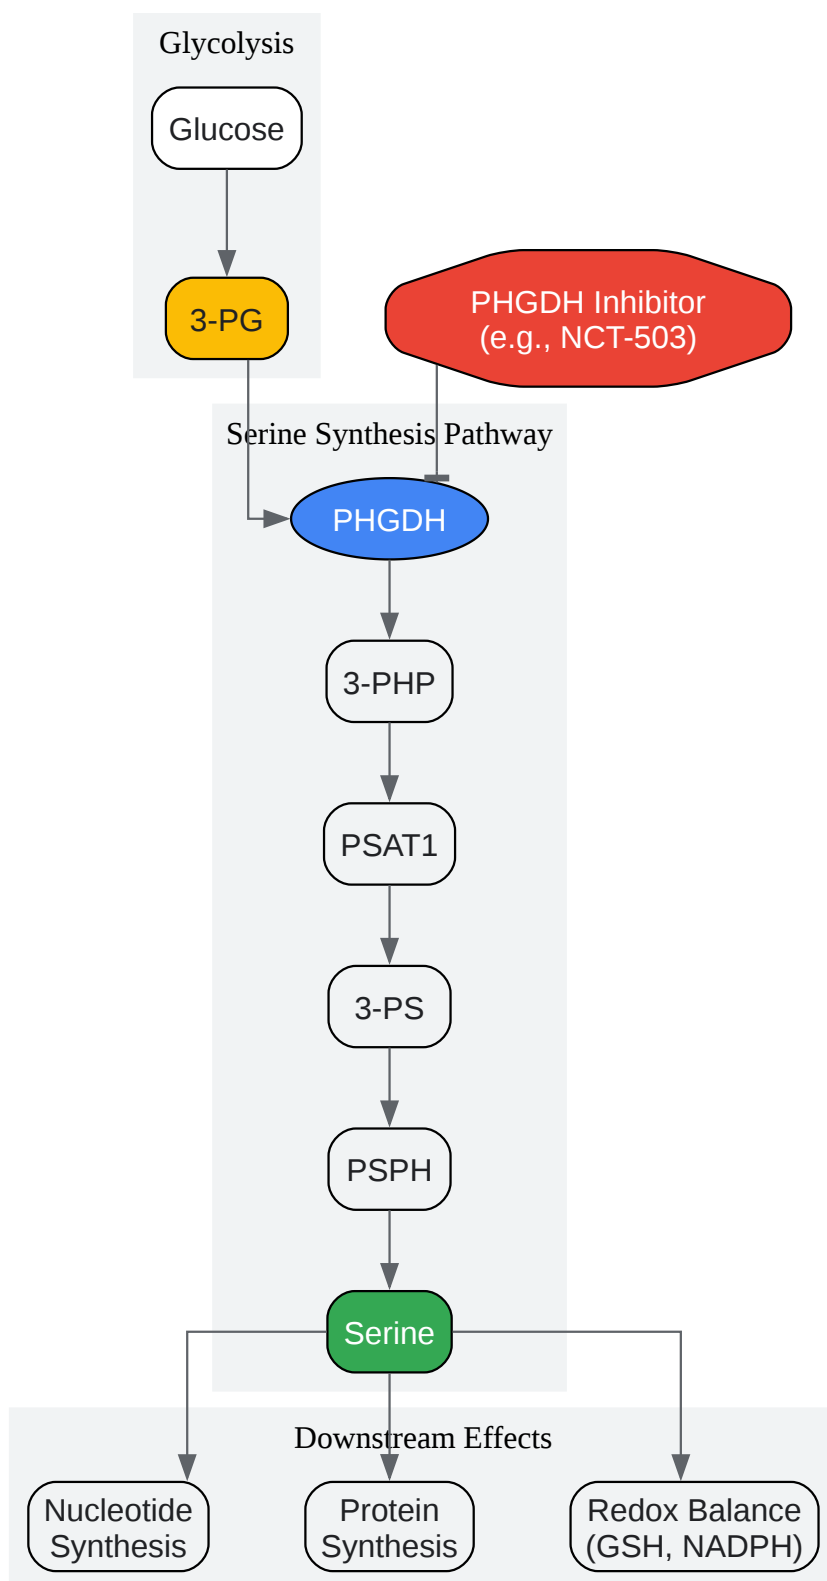 Glycolysis
Glucose
3-PG
PHGDH Inhibitor
(e.g., NCT-503)
Serine Synthesis Pathway
PHGDH
3-PHP
PSAT1
3-PS
PSPH
Serine
Downstream Effects
Nucleotide
Synthesis
Protein
Synthesis
Redox Balance
(GSH, NADPH)